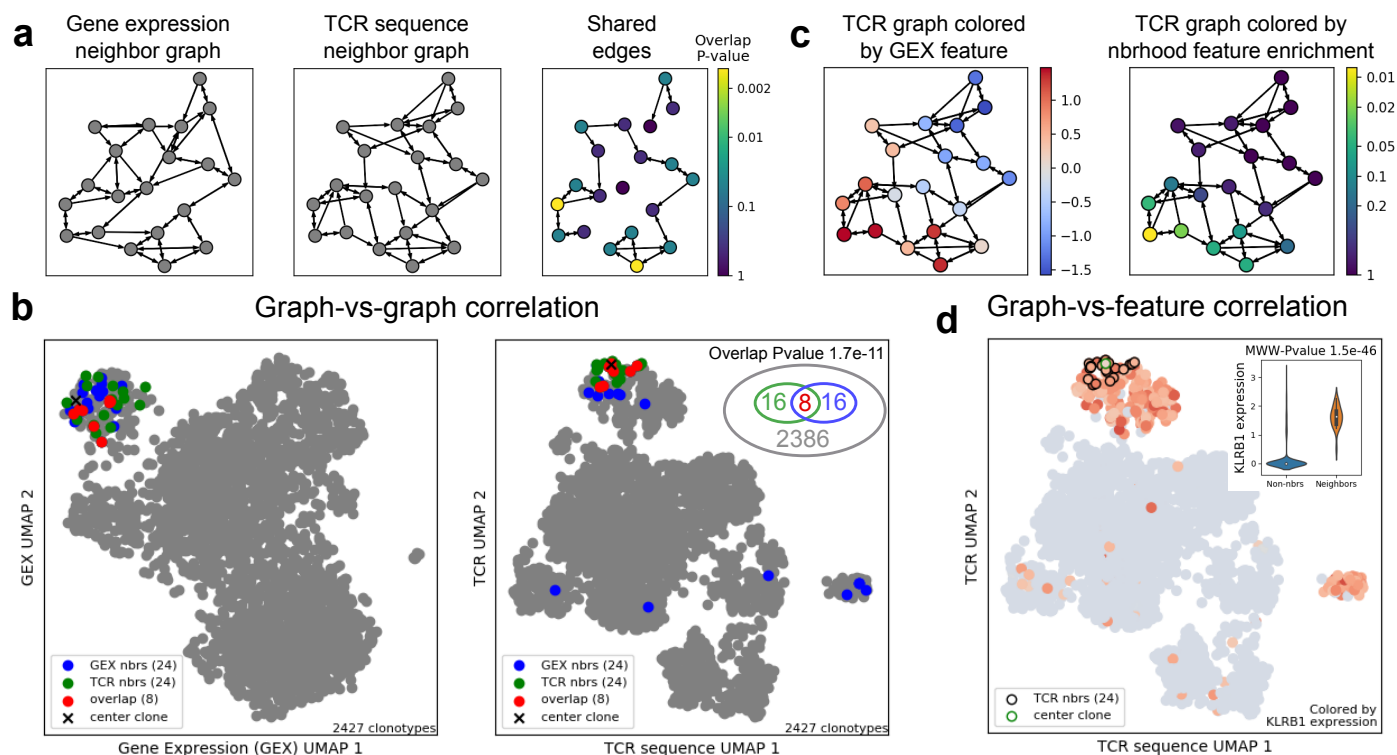 a
Gene expression
neighbor graph
TCR sequence
neighbor graph
Shared
edges
Overlap
P-value
0.002
0.01
0.1
1
c
TCR graph colored
by GEX feature
1.0
0.5
0.0
−0.5
−1.0
−1.5
TCR graph colored by
nbrhood feature enrichment
0.01
0.02
0.05
0.1
0.2
1
b
Graph-vs-graph correlation
GEX UMAP 2
GEX nbrs (24)
TCR nbrs (24)
overlap (8)
center clone
2427 clonotypes
Gene Expression (GEX) UMAP 1
TCR UMAP 2
Overlap Pvalue 1.7e-11
16 8 16
2386
GEX nbrs (24)
TCR nbrs (24)
overlap (8)
center clone
2427 clonotypes
TCR sequence UMAP 1
d
Graph-vs-feature correlation
TCR UMAP 2
MWW-Pvalue 1.5e-46
KLRB1 expression
3
2
1
0
Non-nbrs Neighbors
TCR nbrs (24)
center clone
Colored by
KLRB1 expression
TCR sequence UMAP 1